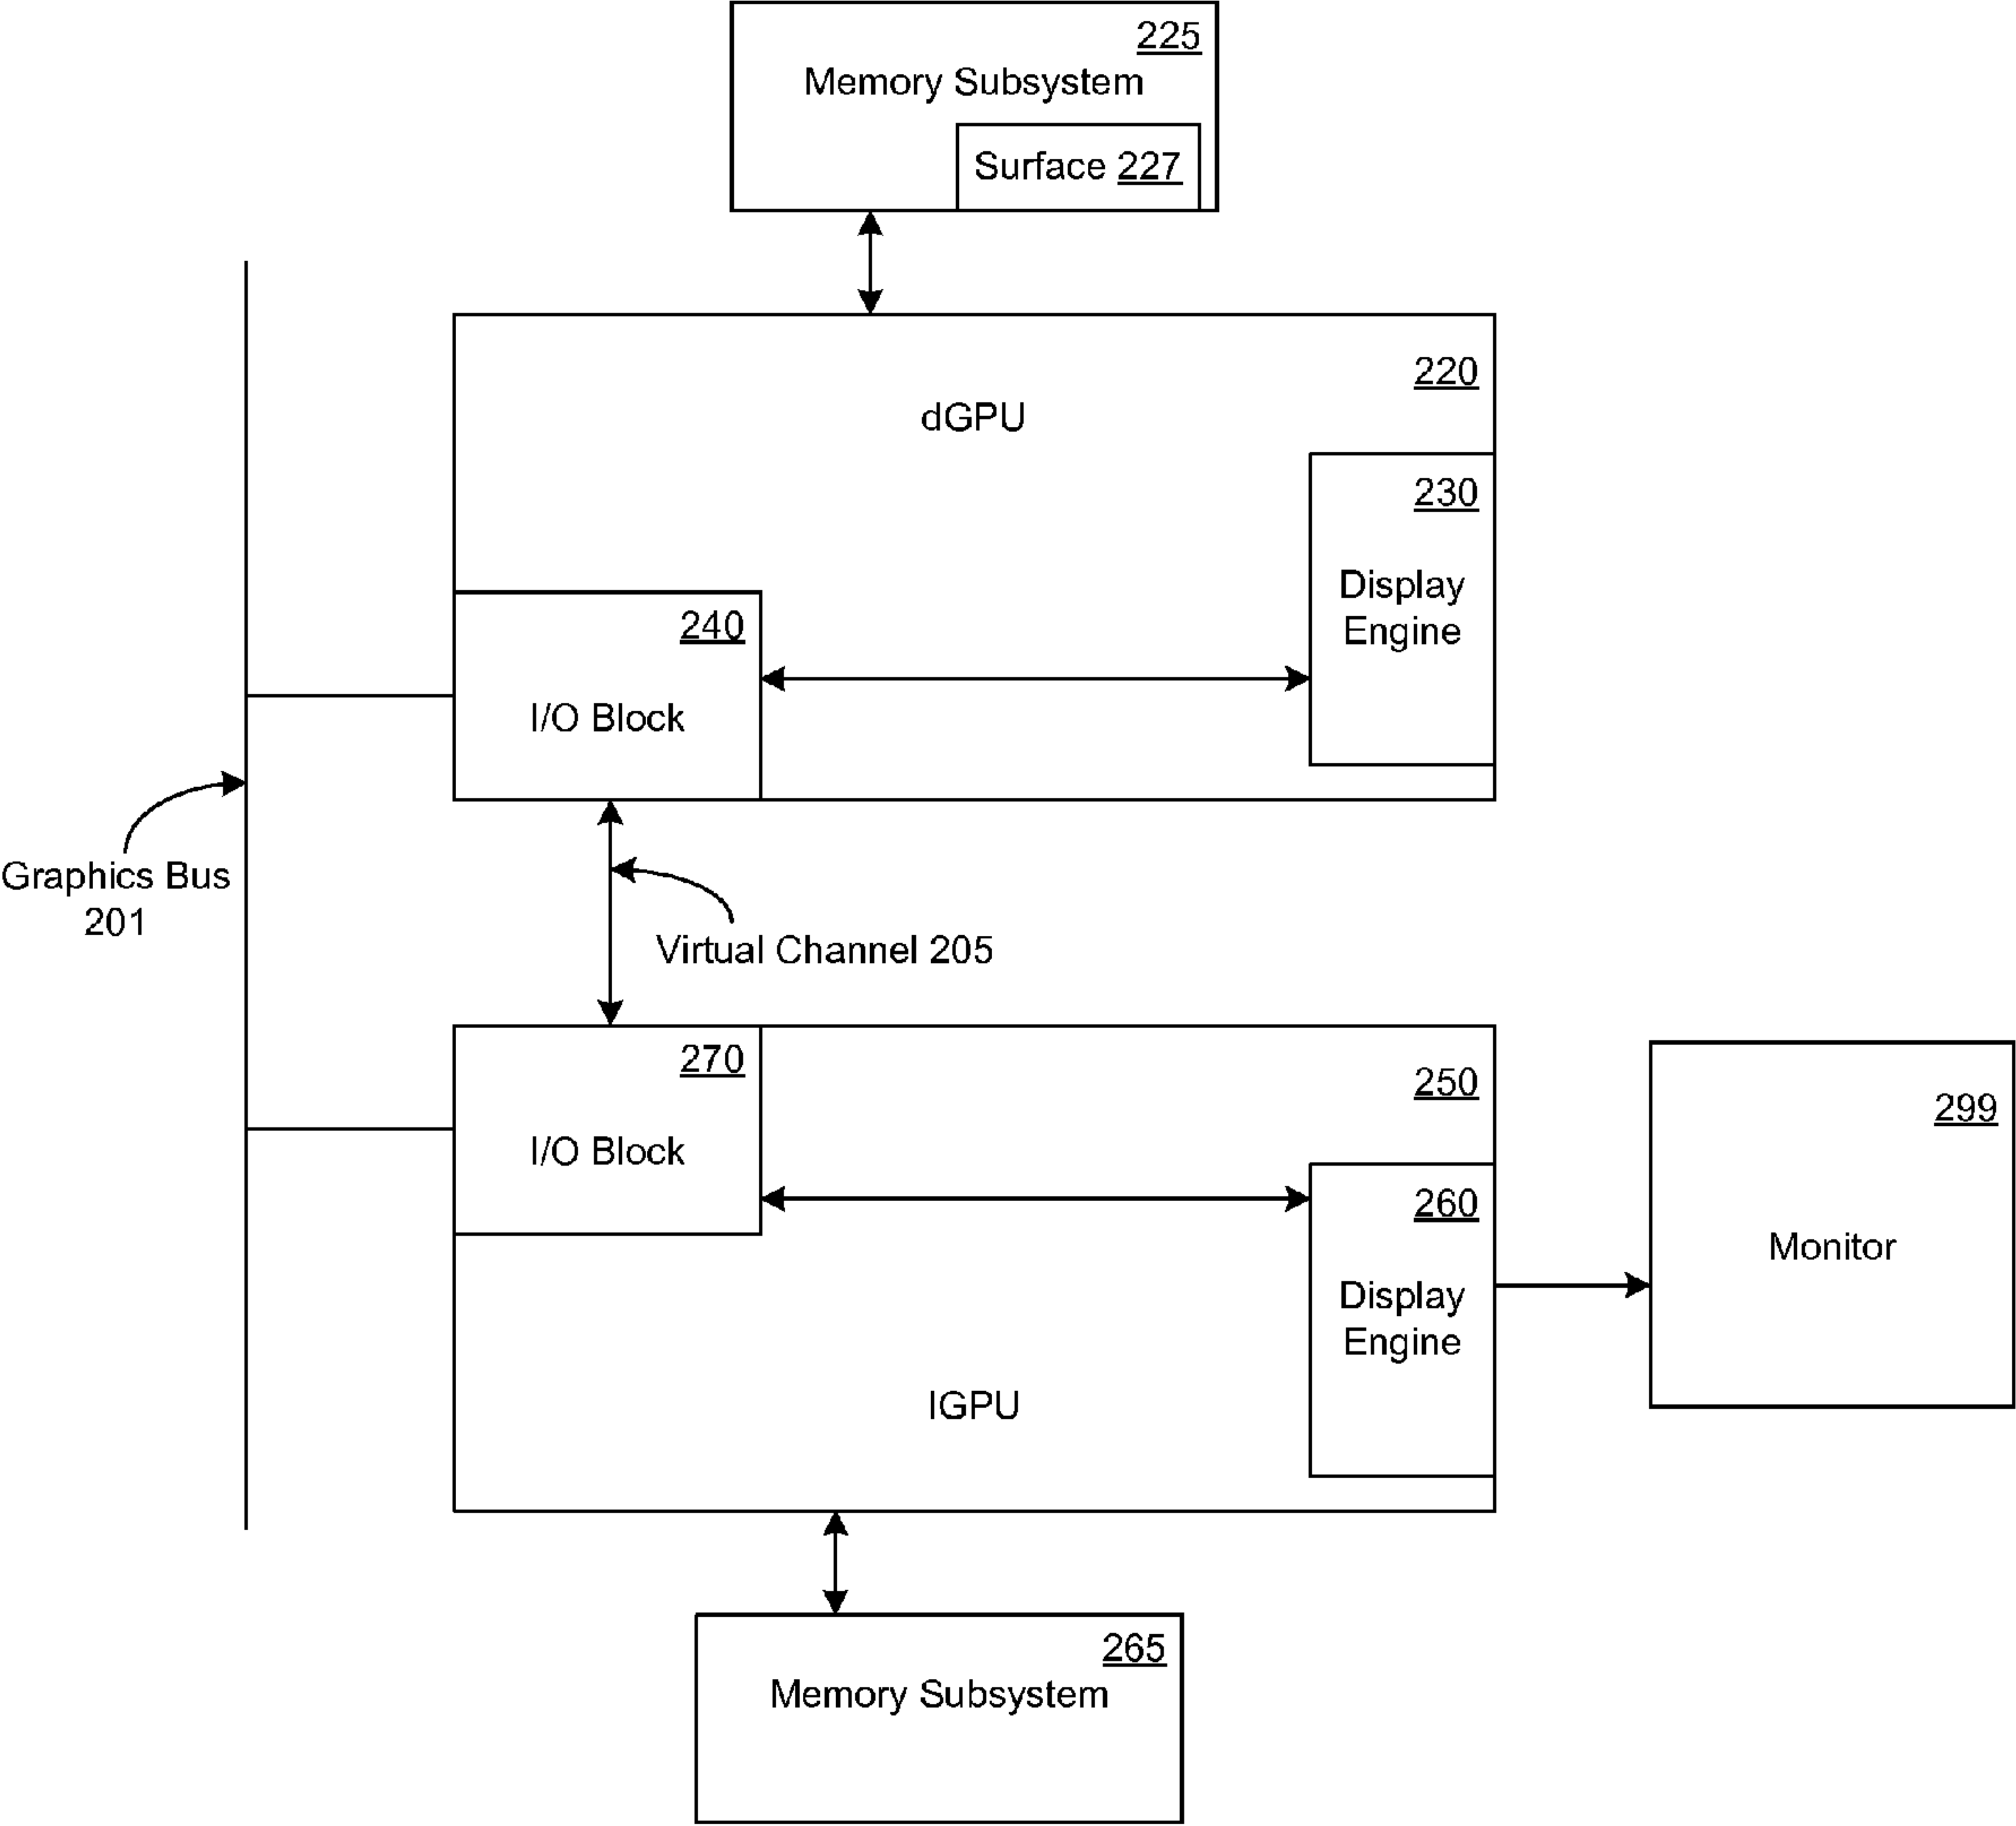 225
Memory Subsystem
Surface 227
220
dGPU
230
Display
Engine
240
I/O Block
Graphics Bus
201
Virtual Channel 205
270
I/O Block
250
260
Display
Engine
IGPU
299
Monitor
265
Memory Subsystem